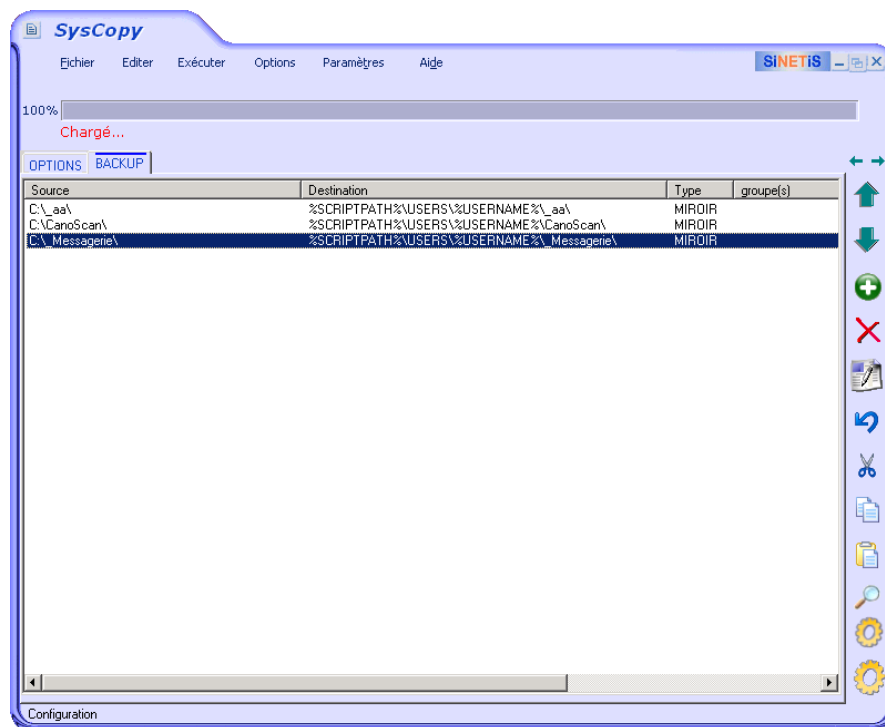 SysCopy
Fichier Editer Exécuter Options Paramètres Aide SiNETiS
100%
Chargé...
OPTIONS BACKUP
Source Destination Type groupe(s)
C:\_aa\ %SCRIPTPATH%\USERS\%USERNAME%\_aa\ MIROIR
C:\CanoScan\ %SCRIPTPATH%\USERS\%USERNAME%\CanoScan\ MIROIR
C:\_Messagerie\ %SCRIPTPATH%\USERS\%USERNAME%\_Messagerie\ MIROIR
Configuration